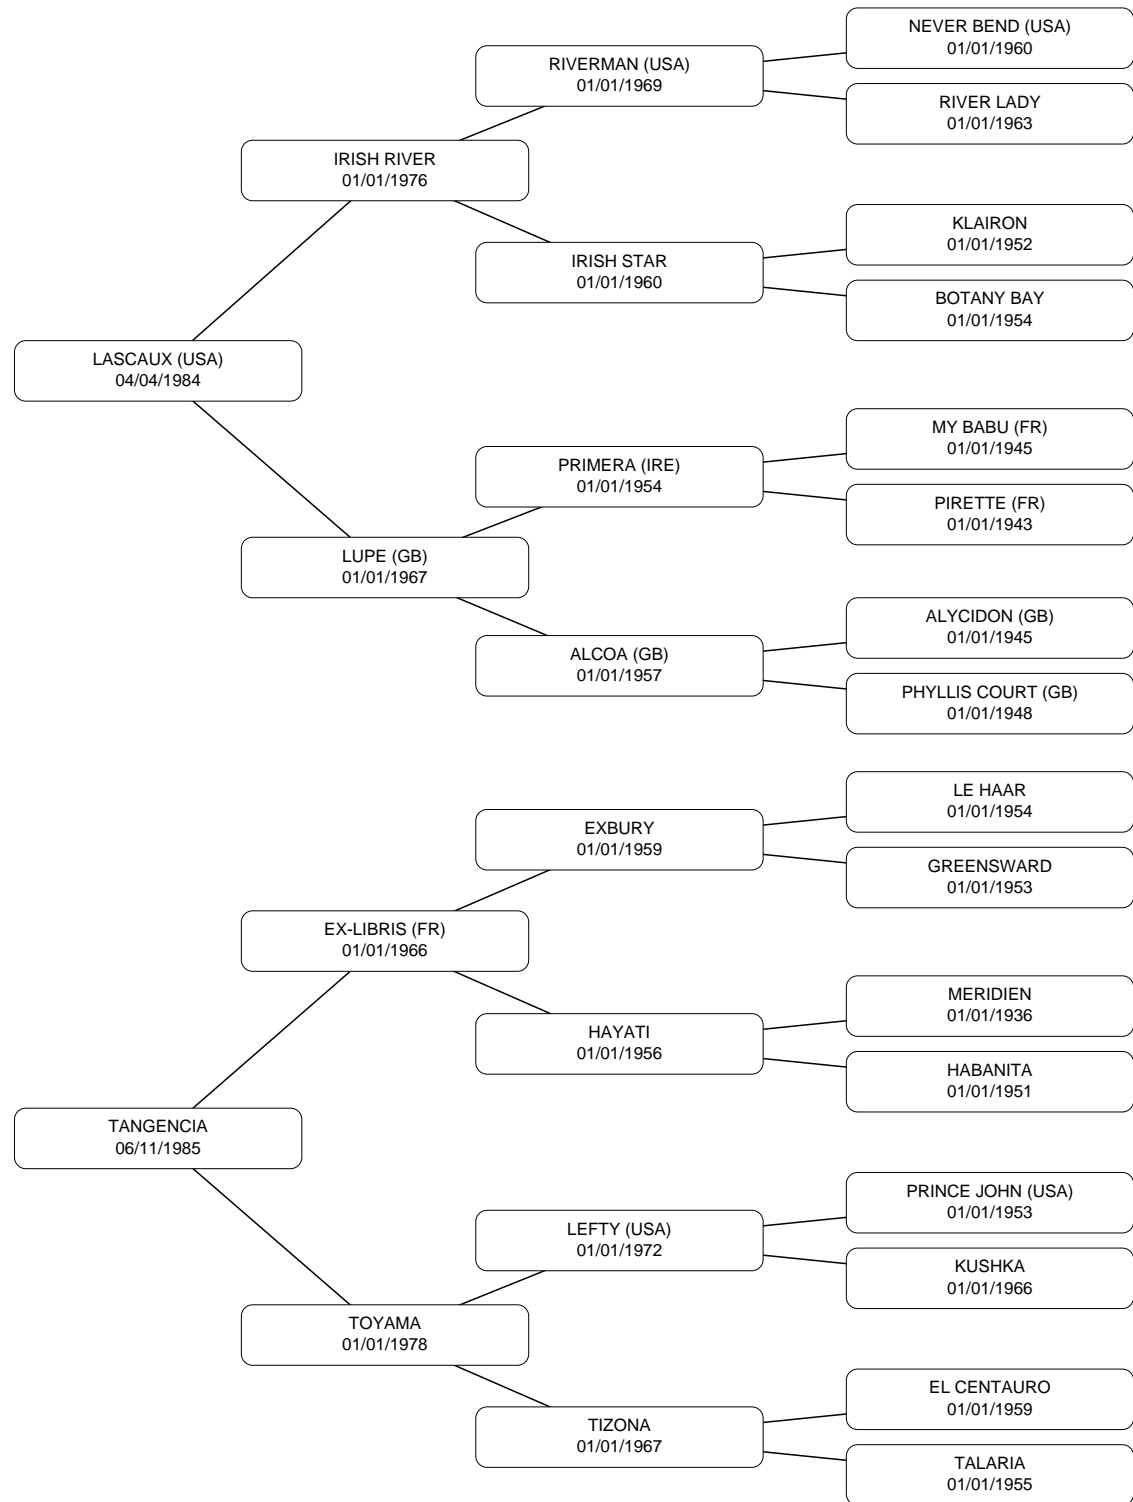 NEVER BEND (USA)
01/01/1960
RIVERMAN (USA)
01/01/1969
RIVER LADY
01/01/1963
IRISH RIVER
01/01/1976
KLAIRON
01/01/1952
IRISH STAR
01/01/1960
BOTANY BAY
01/01/1954
LASCAUX (USA)
04/04/1984
MY BABU (FR)
01/01/1945
PRIMERA (IRE)
01/01/1954
PIRETTE (FR)
01/01/1943
LUPE (GB)
01/01/1967
ALYCIDON (GB)
01/01/1945
ALCOA (GB)
01/01/1957
PHYLLIS COURT (GB)
01/01/1948
LE HAAR
01/01/1954
EXBURY
01/01/1959
GREENSWARD
01/01/1953
EX-LIBRIS (FR)
01/01/1966
MERIDIEN
01/01/1936
HAYATI
01/01/1956
HABANITA
01/01/1951
TANGENCIA
06/11/1985
PRINCE JOHN (USA)
01/01/1953
LEFTY (USA)
01/01/1972
KUSHKA
01/01/1966
TOYAMA
01/01/1978
EL CENTAURO
01/01/1959
TIZONA
01/01/1967
TALARIA
01/01/1955